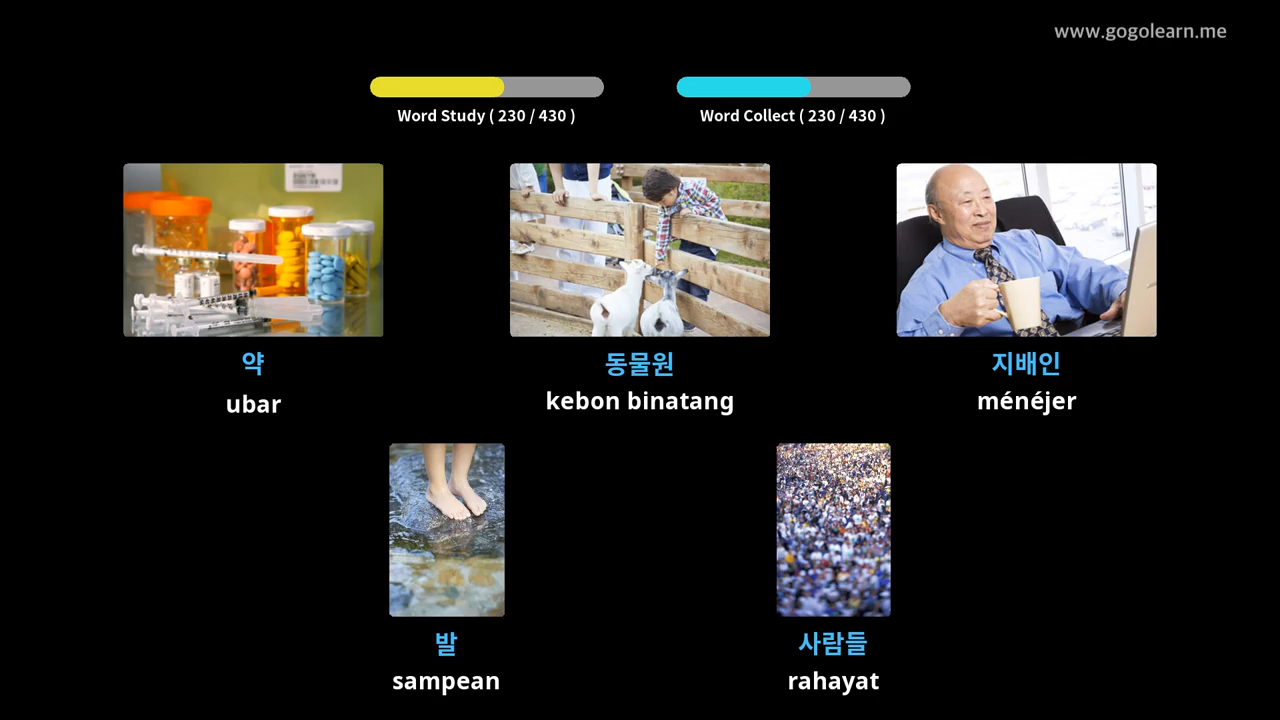 www.gogolearn.me
Word Study ( 230 / 430 )
Word Collect ( 230 / 430 )
약
ubar
동물원
kebon binatang
지배인
ménéjer
발
sampean
사람들
rahayat